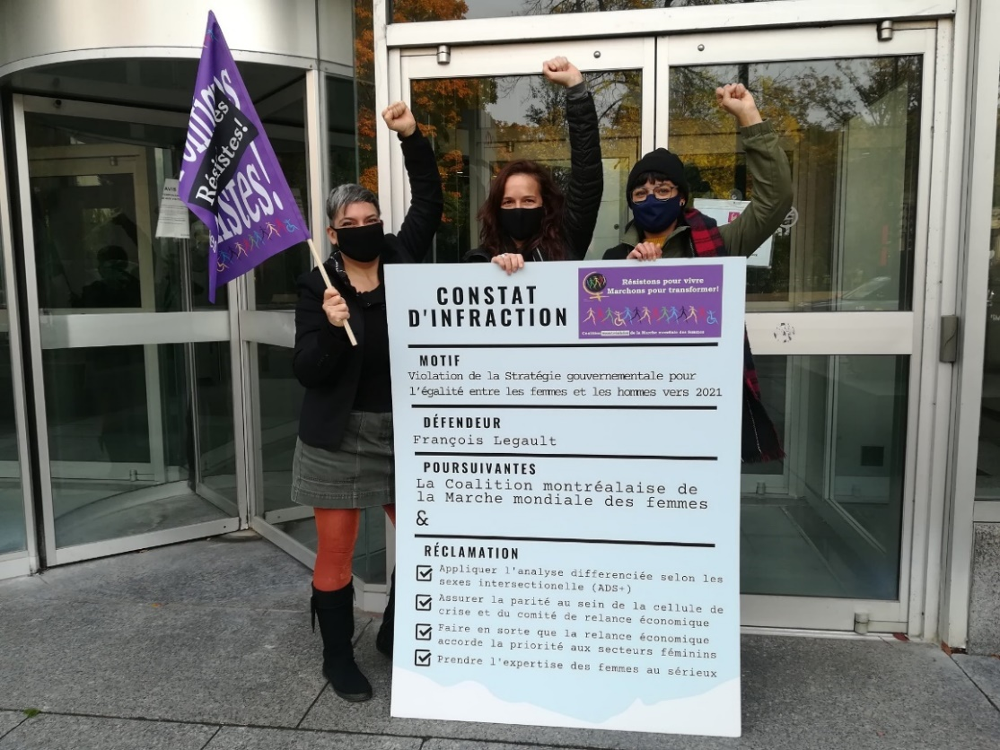 Résistes!
AVIS
CONSTAT
D'INFRACTION
Résistons pour vivre
Marchons pour transformer!
Coalition montréalaise de la Marche mondiale des femmes
MOTIF
Violation de la Stratégie gouvernementale pour
l'égalité entre les femmes et les hommes vers 2021
DÉFENDEUR
François Legault
POURSUIVANTES
La Coalition montréalaise de
la Marche mondiale des femmes
&
RÉCLAMATION
Appliquer l'analyse differenciée selon les
sexes intersectionelle (ADS+)
Assurer la parité au sein de la cellule de
crise et du comité de relance économique
Faire en sorte que la relance économique
accorde la priorité aux secteurs féminins
Prendre l'expertise des femmes au sérieux